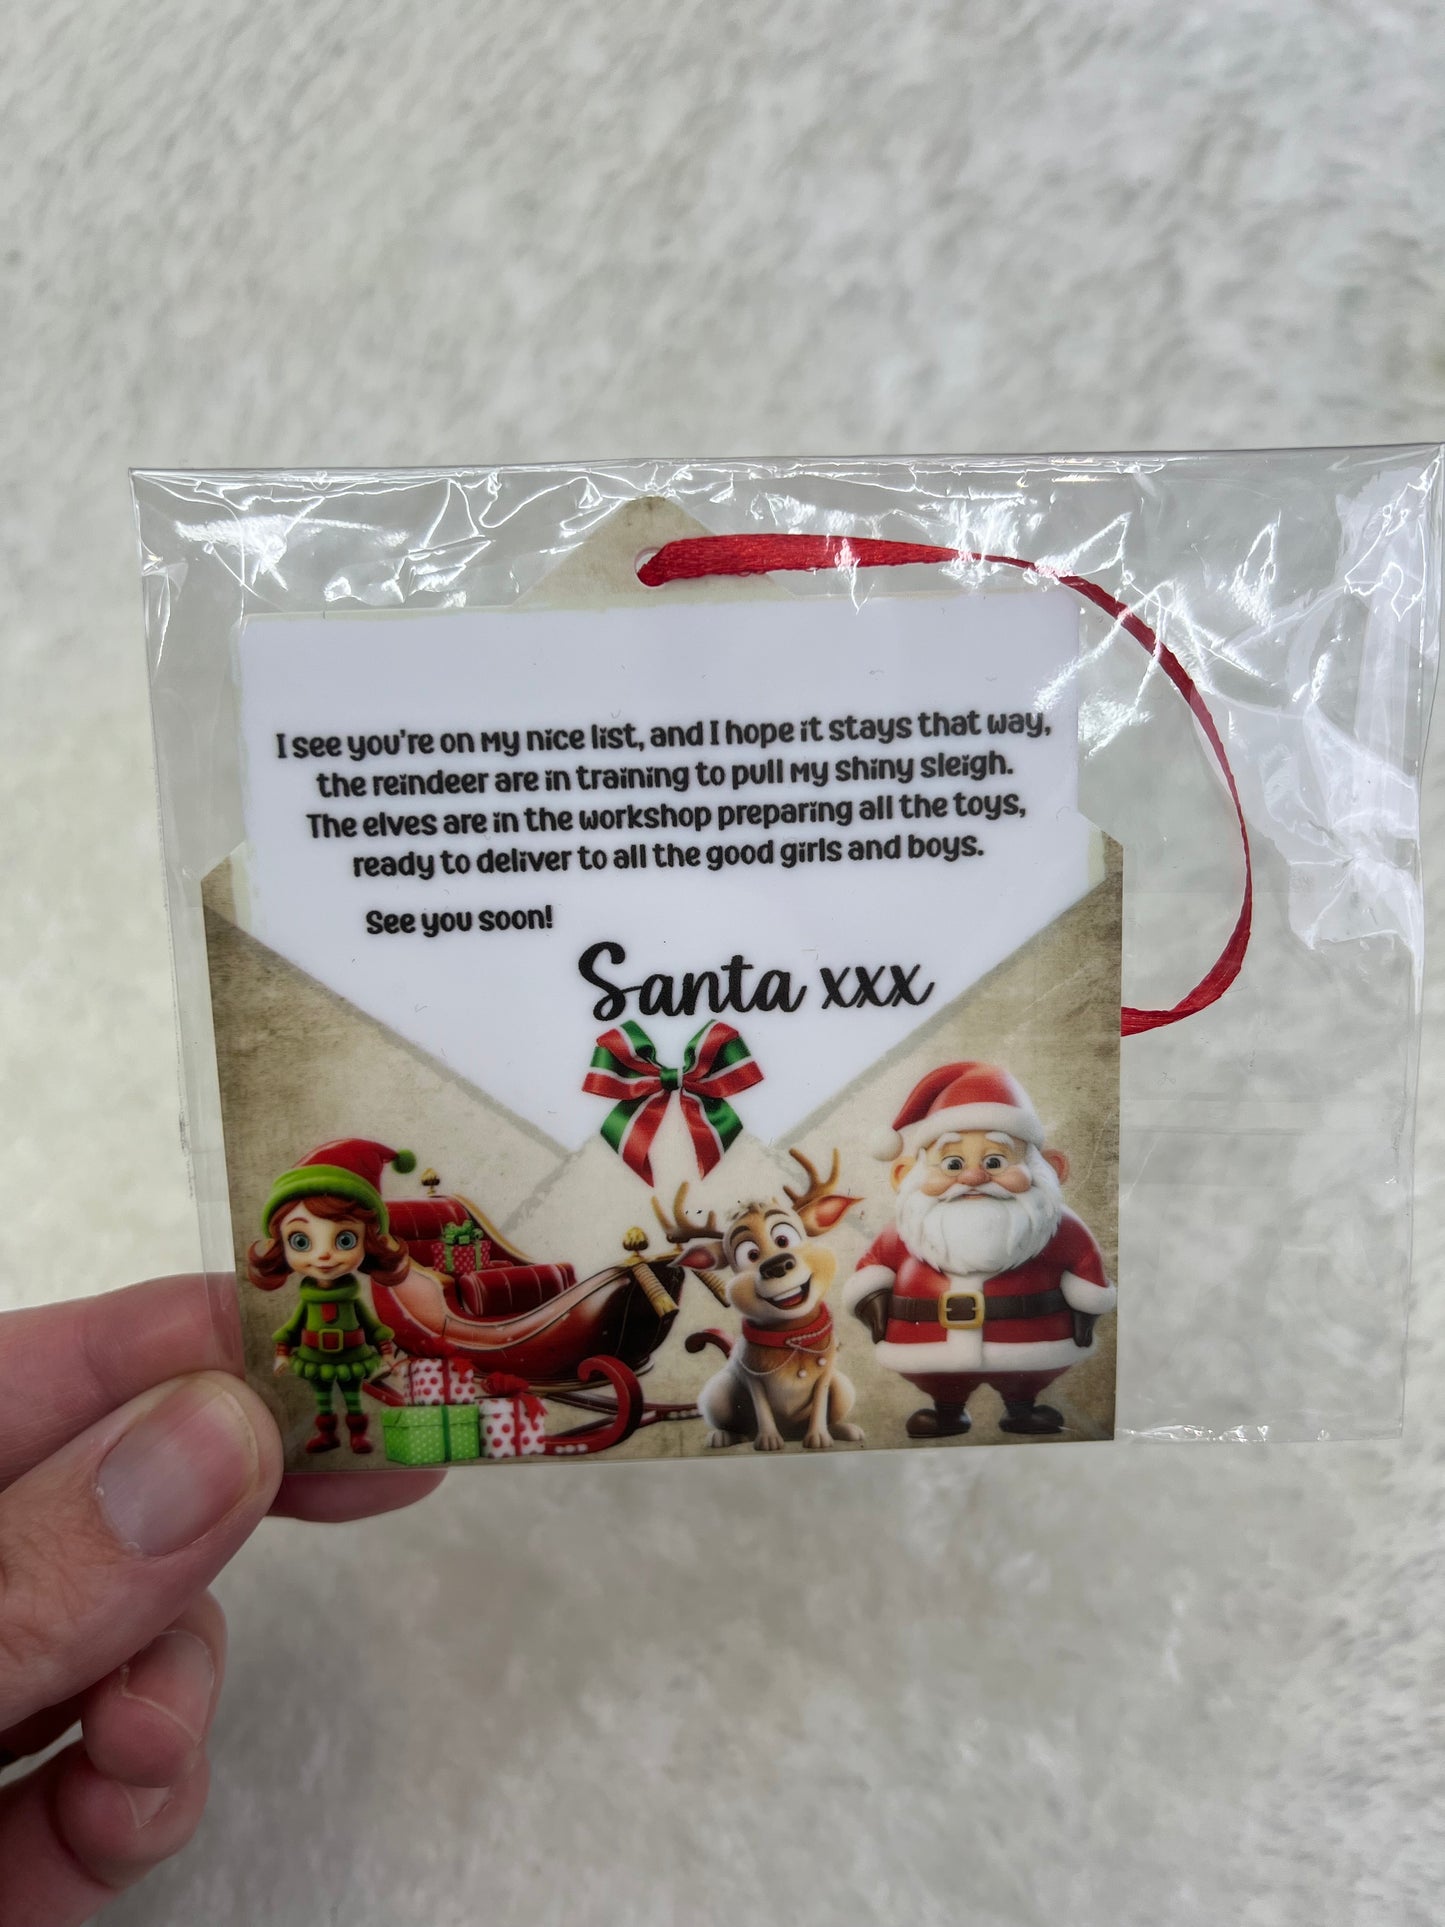 I see you're on my nice list, and I hope it stays that way,
the reindeer are in training to pull my shiny sleigh.
The elves are in the workshop preparing all the toys,
ready to deliver to all the good girls and boys.
See you soon!
Santa xxx